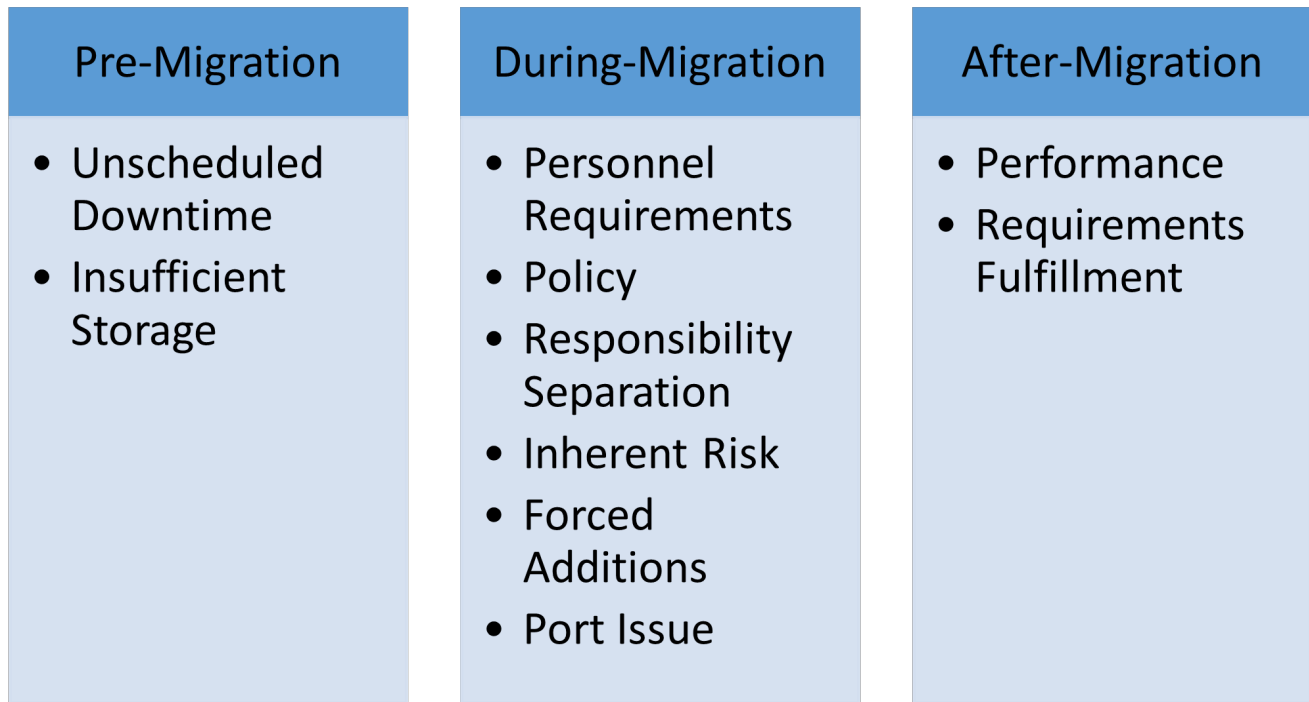 Pre-Migration
• Unscheduled
Downtime
• Insufficient
Storage
During-Migration
• Personnel
Requirements
• Policy
• Responsibility
Separation
• Inherent Risk
• Forced
Additions
• Port Issue
After-Migration
• Performance
• Requirements
Fulfillment